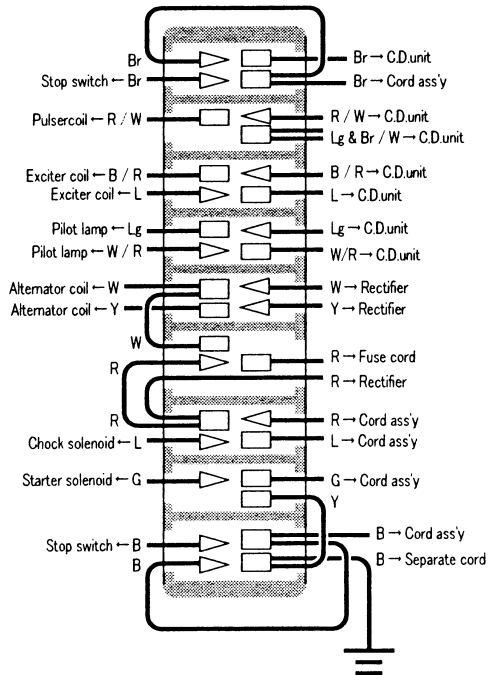 Br
Br → C.D.unit
Stop switch ← Br
Br → Cord ass'y
Pulsercoil ← R / W
R / W → C.D.unit
Lg & Br / W → C.D.unit
Exciter coil ← B / R
B / R → C.D.unit
Exciter coil ← L
L → C.D.unit
Pilot lamp ← Lg
Lg → C.D.unit
Pilot lamp ← W / R
W/R → C.D.unit
Alternator coil ← W
W → Rectifier
Alternator coil ← Y
Y → Rectifier
W
R
R → Fuse cord
R → Rectifier
R
R → Cord ass'y
Chock solenoid ← L
L → Cord ass'y
Starter solenoid ← G
G → Cord ass'y
Y
B → Cord ass'y
Stop switch ← B
B
B → Separate cord